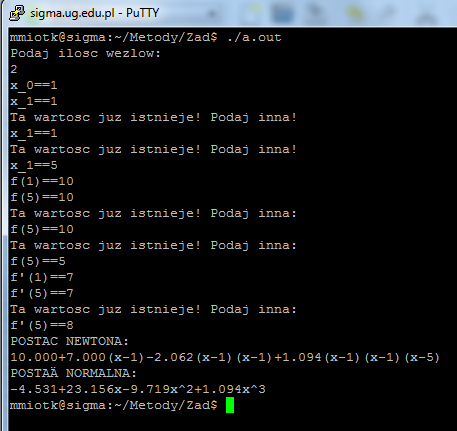 sigma.ug.edu.pl - PuTTY
mmiotk@sigma:~/Metody/Zad$ ./a.out
Podaj ilosc wezlow:
2
x_0==1
x_1==1
Ta wartosc juz istnieje! Podaj inna!
x_1==1
Ta wartosc juz istnieje! Podaj inna!
x_1==5
f(1)==10
f(5)==10
Ta wartosc juz istnieje! Podaj inna:
f(5)==10
Ta wartosc juz istnieje! Podaj inna:
f(5)==5
f'(1)==7
f'(5)==7
Ta wartosc juz istnieje! Podaj inna:
f'(5)==8
POSTAC NEWTONA:
10.000+7.000(x-1)-2.062(x-1)(x-1)+1.094(x-1)(x-1)(x-5)
POSTAÄ NORMALNA:
-4.531+23.156x-9.719x^2+1.094x^3
mmiotk@sigma:~/Metody/Zad$